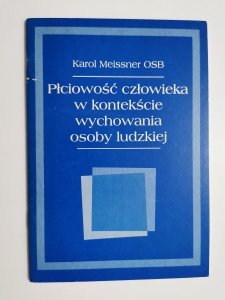 Karol Meissner OSB
Płciowość człowieka
w kontekście
wychowania
osoby ludzkiej